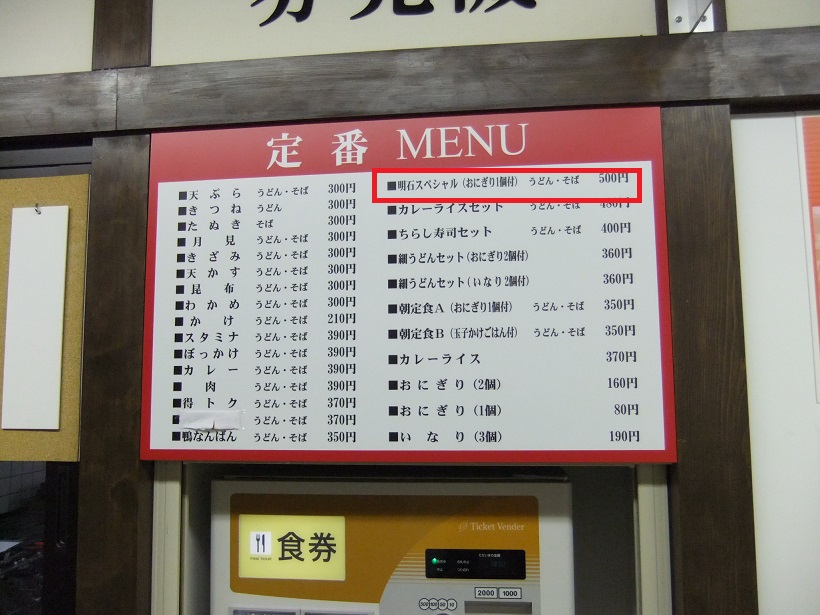 定番 MENU
■天ぷら うどん・そば 300円
■きつね うどん 300円
■たぬき そば 300円
■月見 うどん・そば 300円
■きざみ うどん・そば 300円
■天かす うどん・そば 300円
■昆布 うどん・そば 300円
■わかめ うどん・そば 300円
■かけ うどん・そば 210円
■スタミナ うどん・そば 390円
■ぼっかけ うどん・そば 390円
■カレー うどん・そば 390円
■肉 うどん・そば 390円
■得トク うどん・そば 370円
■ うどん・そば 370円
■鴨なんばん うどん・そば 350円
■明石スペシャル（おにぎり1個付） うどん・そば 500円
■カレーライスセット うどん・そば 480円
■ちらし寿司セット うどん・そば 400円
■細うどんセット（おにぎり2個付） 360円
■細うどんセット（いなり2個付） 360円
■朝定食A（おにぎり1個付） うどん・そば 350円
■朝定食B（玉子かけごはん付） うどん・そば 350円
■カレーライス 370円
■おにぎり（2個） 160円
■おにぎり（1個） 80円
■いなり（3個） 190円
食券
Ticket Vender
2000 1000
500 100 50 10